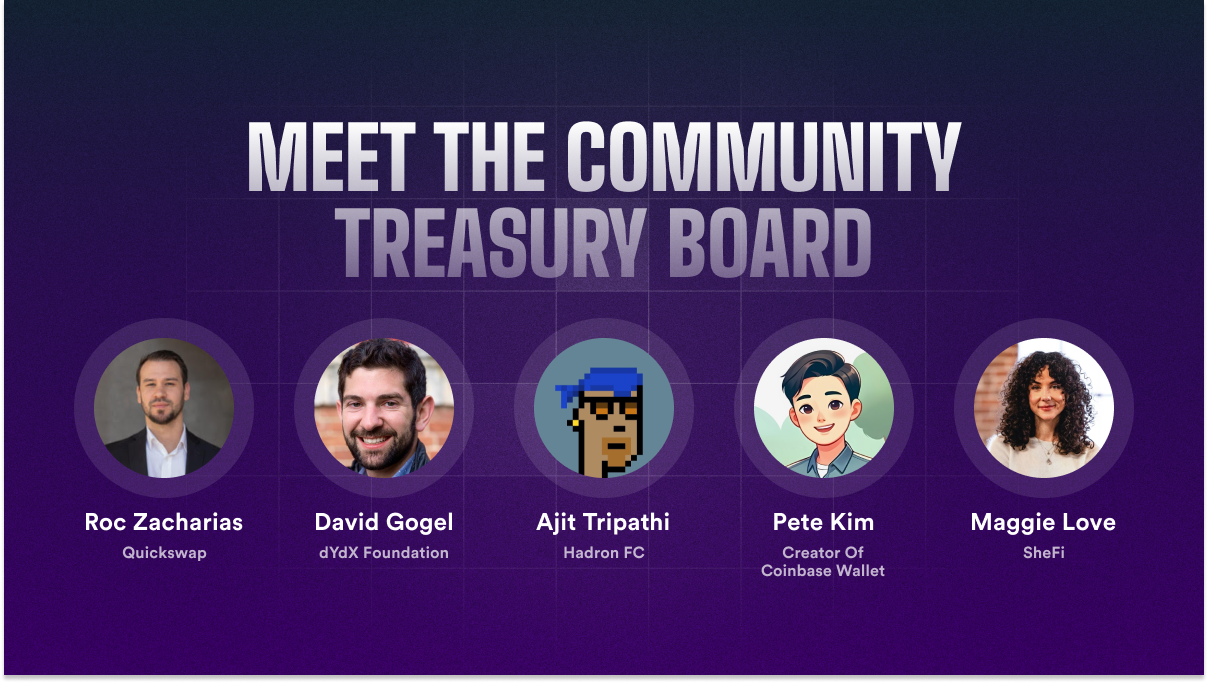 MEET THE COMMUNITY
TREASURY BOARD
Roc Zacharias
Quickswap
David Gogel
dYdX Foundation
Ajit Tripathi
Hadron FC
Pete Kim
Creator Of
Coinbase Wallet
Maggie Love
SheFi